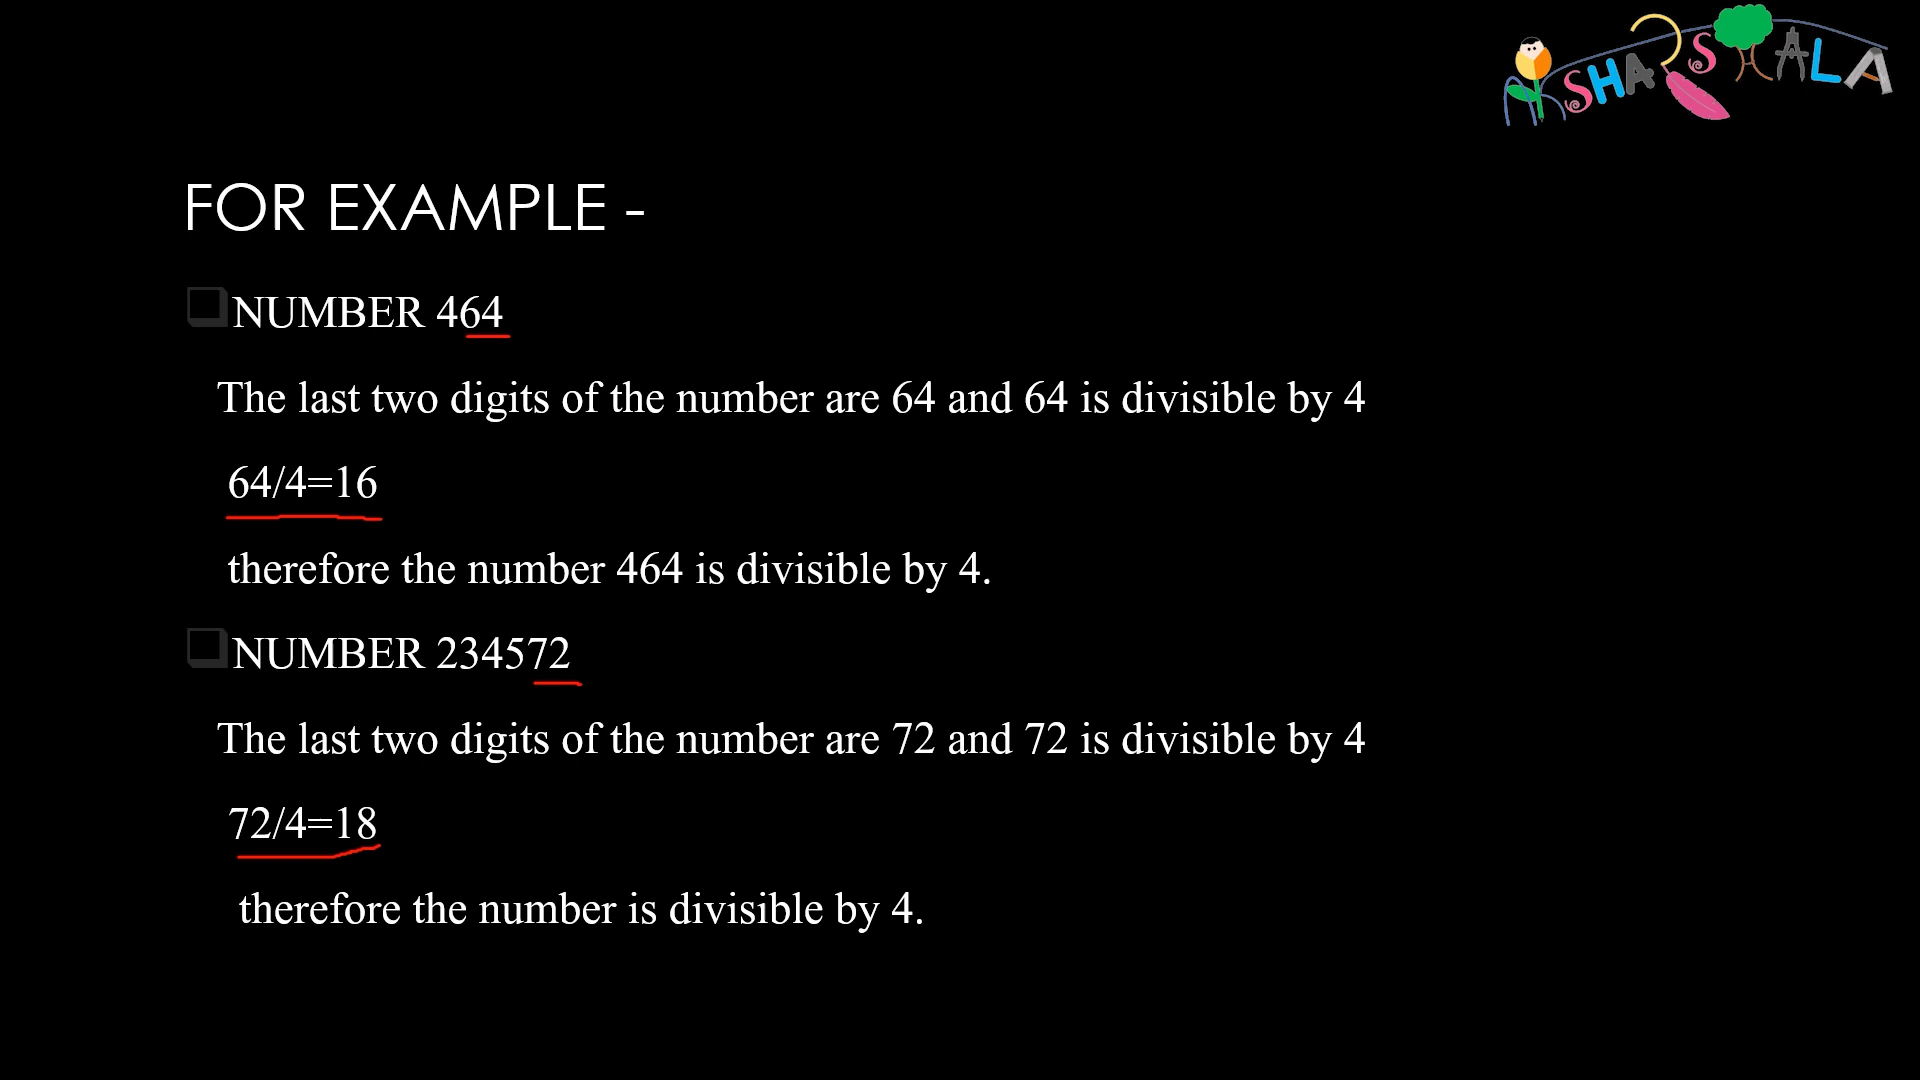 AKSHARSHALA
FOR EXAMPLE -
NUMBER 464
The last two digits of the number are 64 and 64 is divisible by 4
64/4=16
therefore the number 464 is divisible by 4.
NUMBER 234572
The last two digits of the number are 72 and 72 is divisible by 4
72/4=18
therefore the number is divisible by 4.